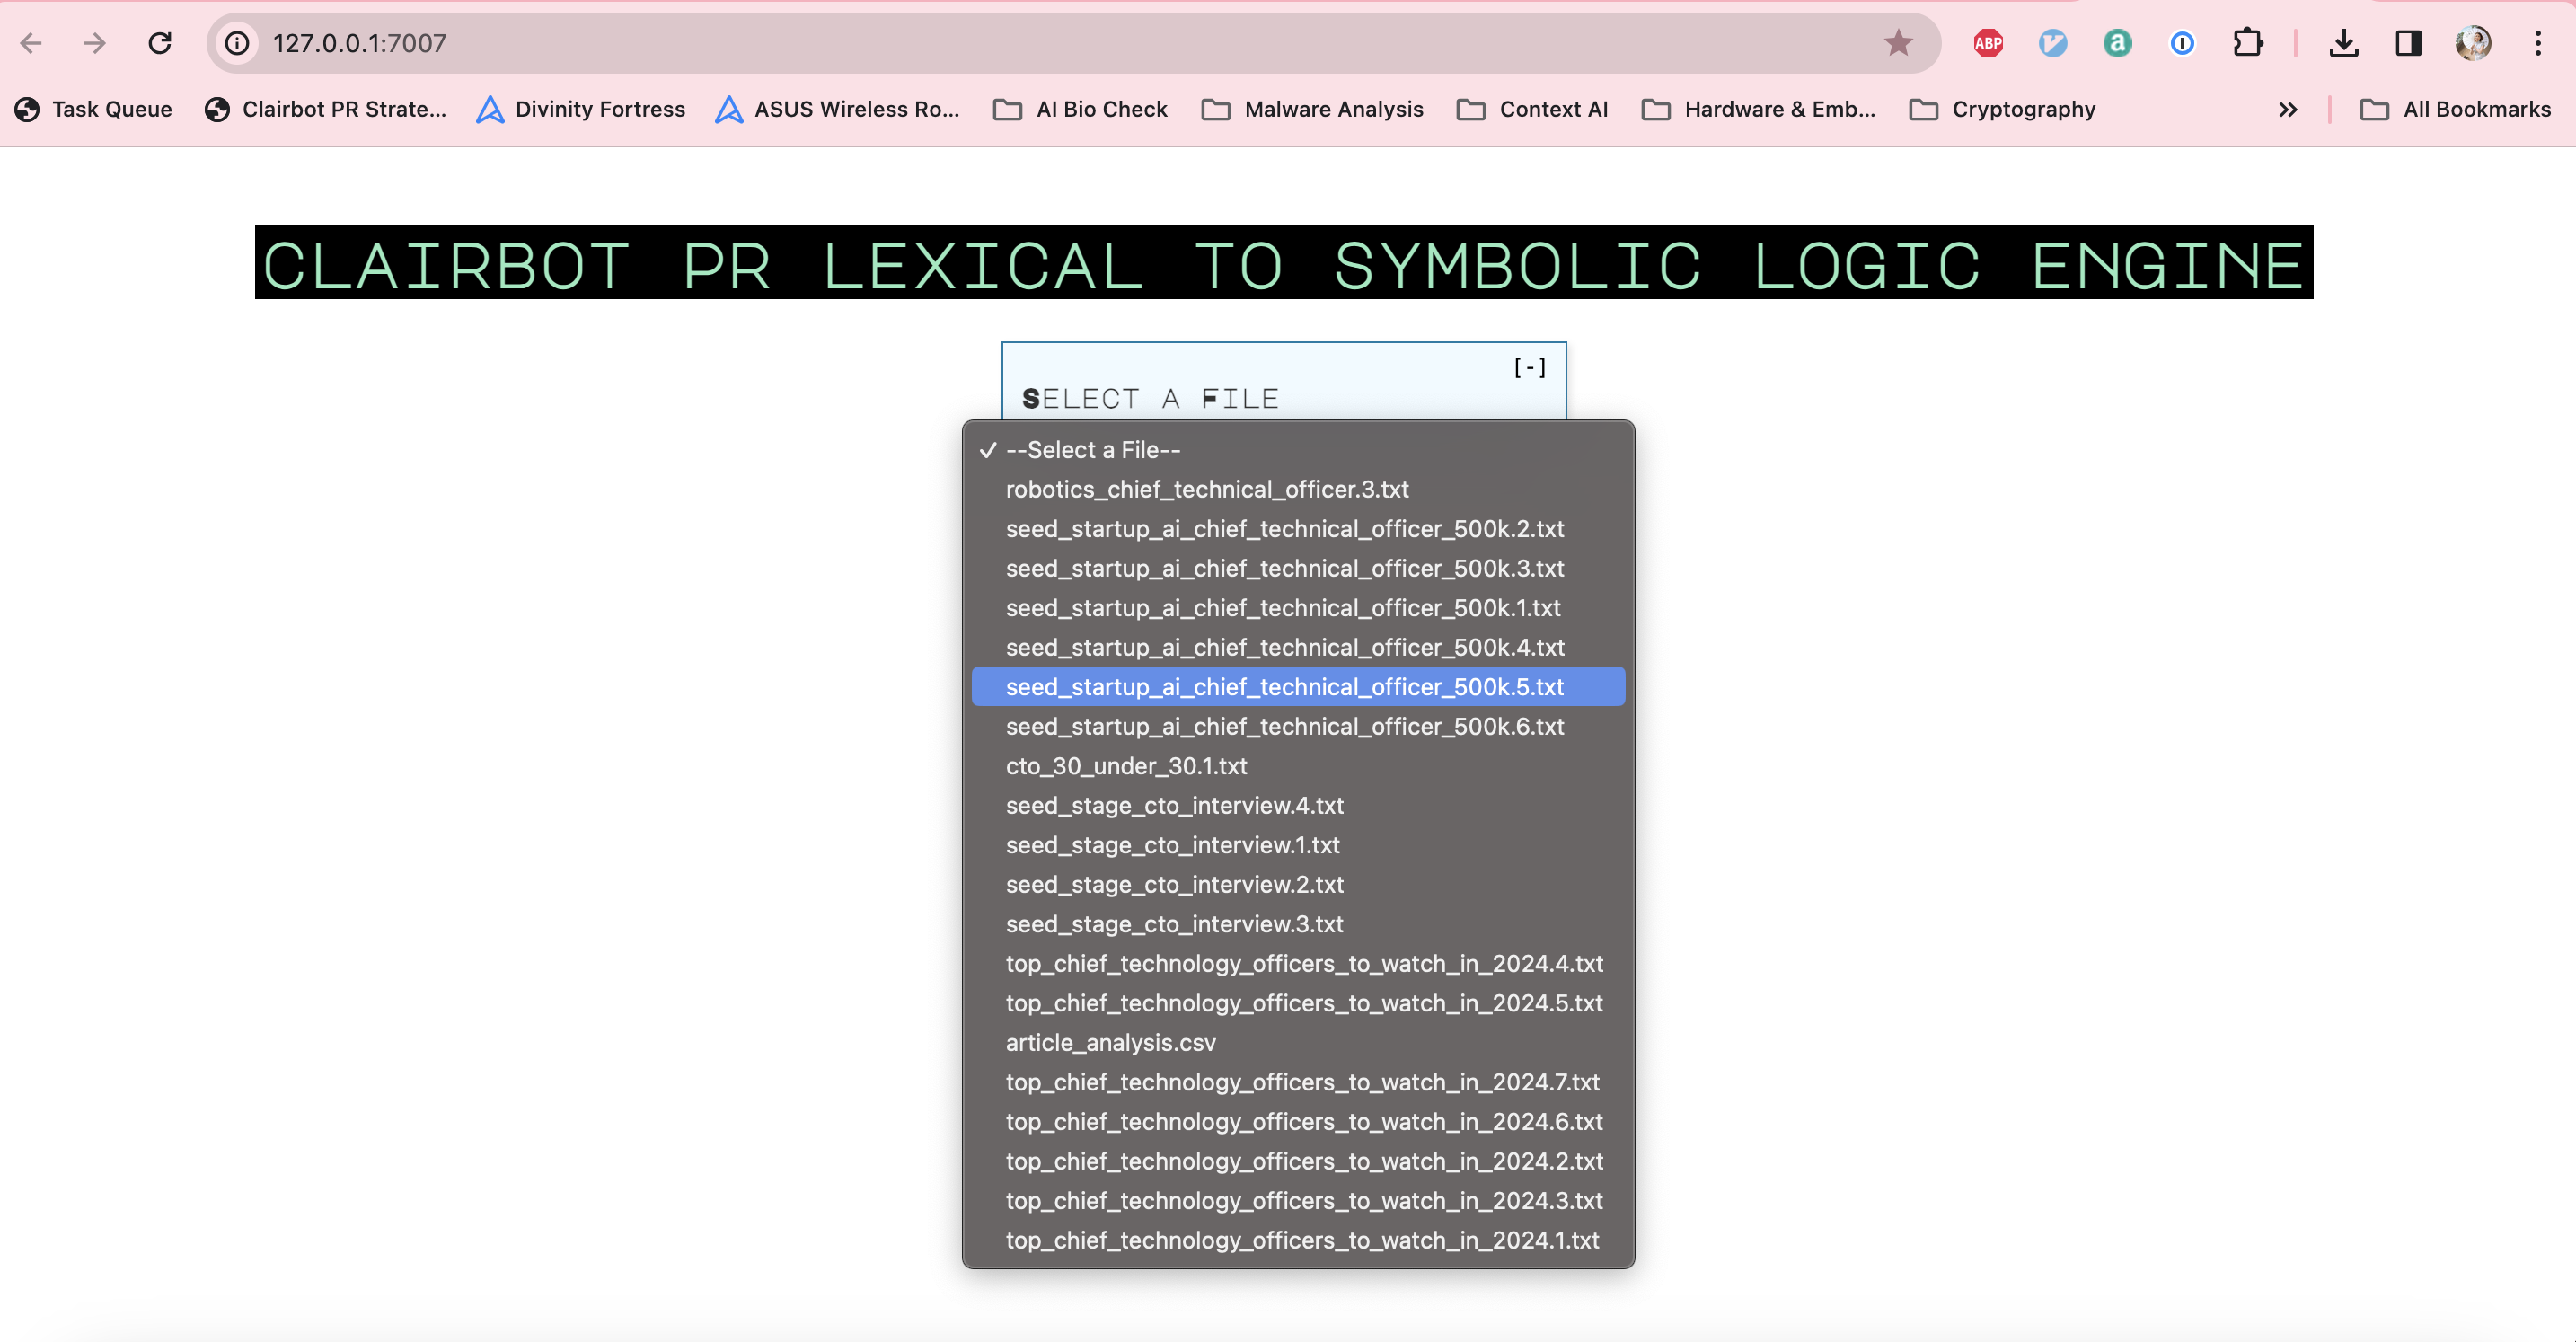 127.0.0.1:7007
ABP
Task Queue Clairbot PR Strate... Divinity Fortress ASUS Wireless Ro... AI Bio Check Malware Analysis Context AI Hardware & Emb... Cryptography » All Bookmarks
CLAIRBOT PR LEXICAL TO SYMBOLIC LOGIC ENGINE
[-]
SELECT A FILE
✓ --Select a File--
robotics_chief_technical_officer.3.txt
seed_startup_ai_chief_technical_officer_500k.2.txt
seed_startup_ai_chief_technical_officer_500k.3.txt
seed_startup_ai_chief_technical_officer_500k.1.txt
seed_startup_ai_chief_technical_officer_500k.4.txt
seed_startup_ai_chief_technical_officer_500k.5.txt
seed_startup_ai_chief_technical_officer_500k.6.txt
cto_30_under_30.1.txt
seed_stage_cto_interview.4.txt
seed_stage_cto_interview.1.txt
seed_stage_cto_interview.2.txt
seed_stage_cto_interview.3.txt
top_chief_technology_officers_to_watch_in_2024.4.txt
top_chief_technology_officers_to_watch_in_2024.5.txt
article_analysis.csv
top_chief_technology_officers_to_watch_in_2024.7.txt
top_chief_technology_officers_to_watch_in_2024.6.txt
top_chief_technology_officers_to_watch_in_2024.2.txt
top_chief_technology_officers_to_watch_in_2024.3.txt
top_chief_technology_officers_to_watch_in_2024.1.txt